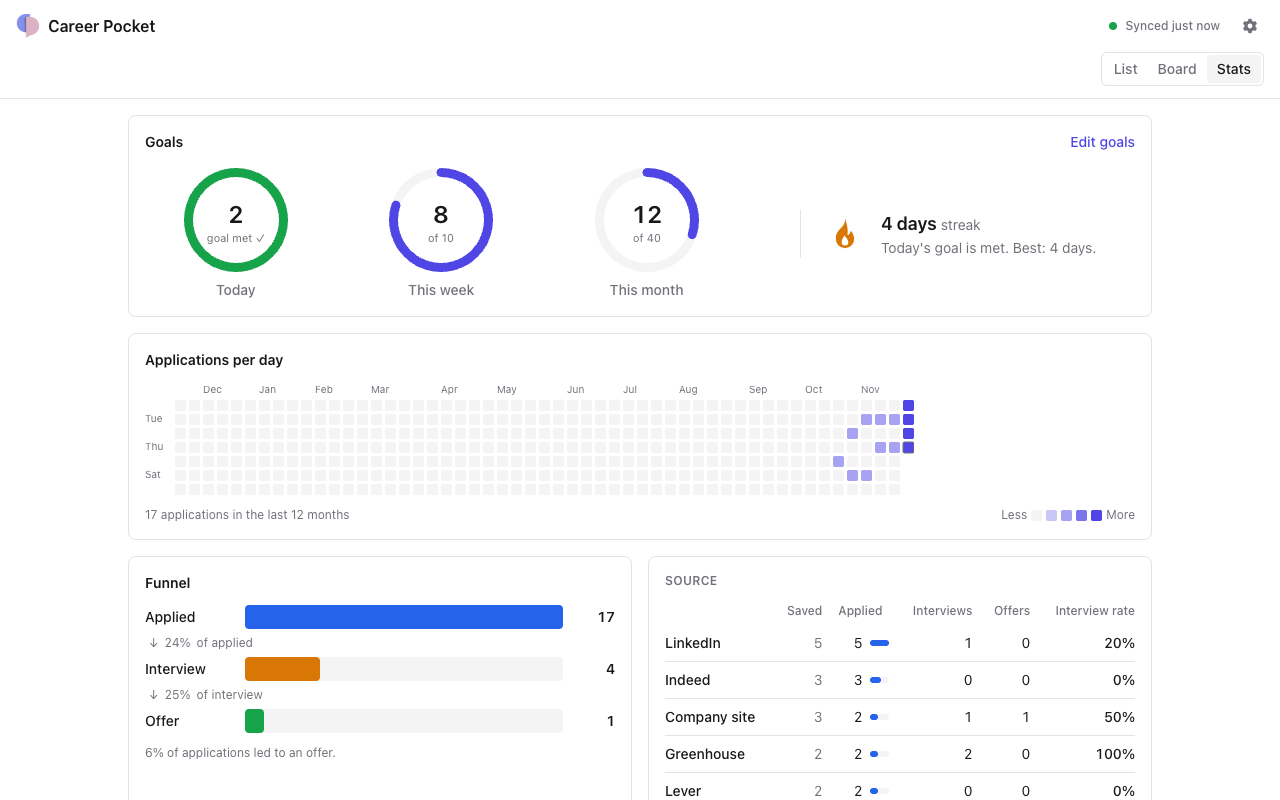 Career Pocket
Synced just now
List Board Stats
Goals
Edit goals
2
goal met ✓
Today
8
of 10
This week
12
of 40
This month
4 days streak
Today's goal is met. Best: 4 days.
Applications per day
Dec Jan Feb Mar Apr May Jun Jul Aug Sep Oct Nov
Tue
Thu
Sat
17 applications in the last 12 months
Less More
Funnel
Applied 17
↓ 24% of applied
Interview 4
↓ 25% of interview
Offer 1
6% of applications led to an offer.
SOURCE
Saved Applied Interviews Offers Interview rate
LinkedIn 5 5 1 0 20%
Indeed 3 3 0 0 0%
Company site 3 2 1 1 50%
Greenhouse 2 2 2 0 100%
Lever 2 2 0 0 0%